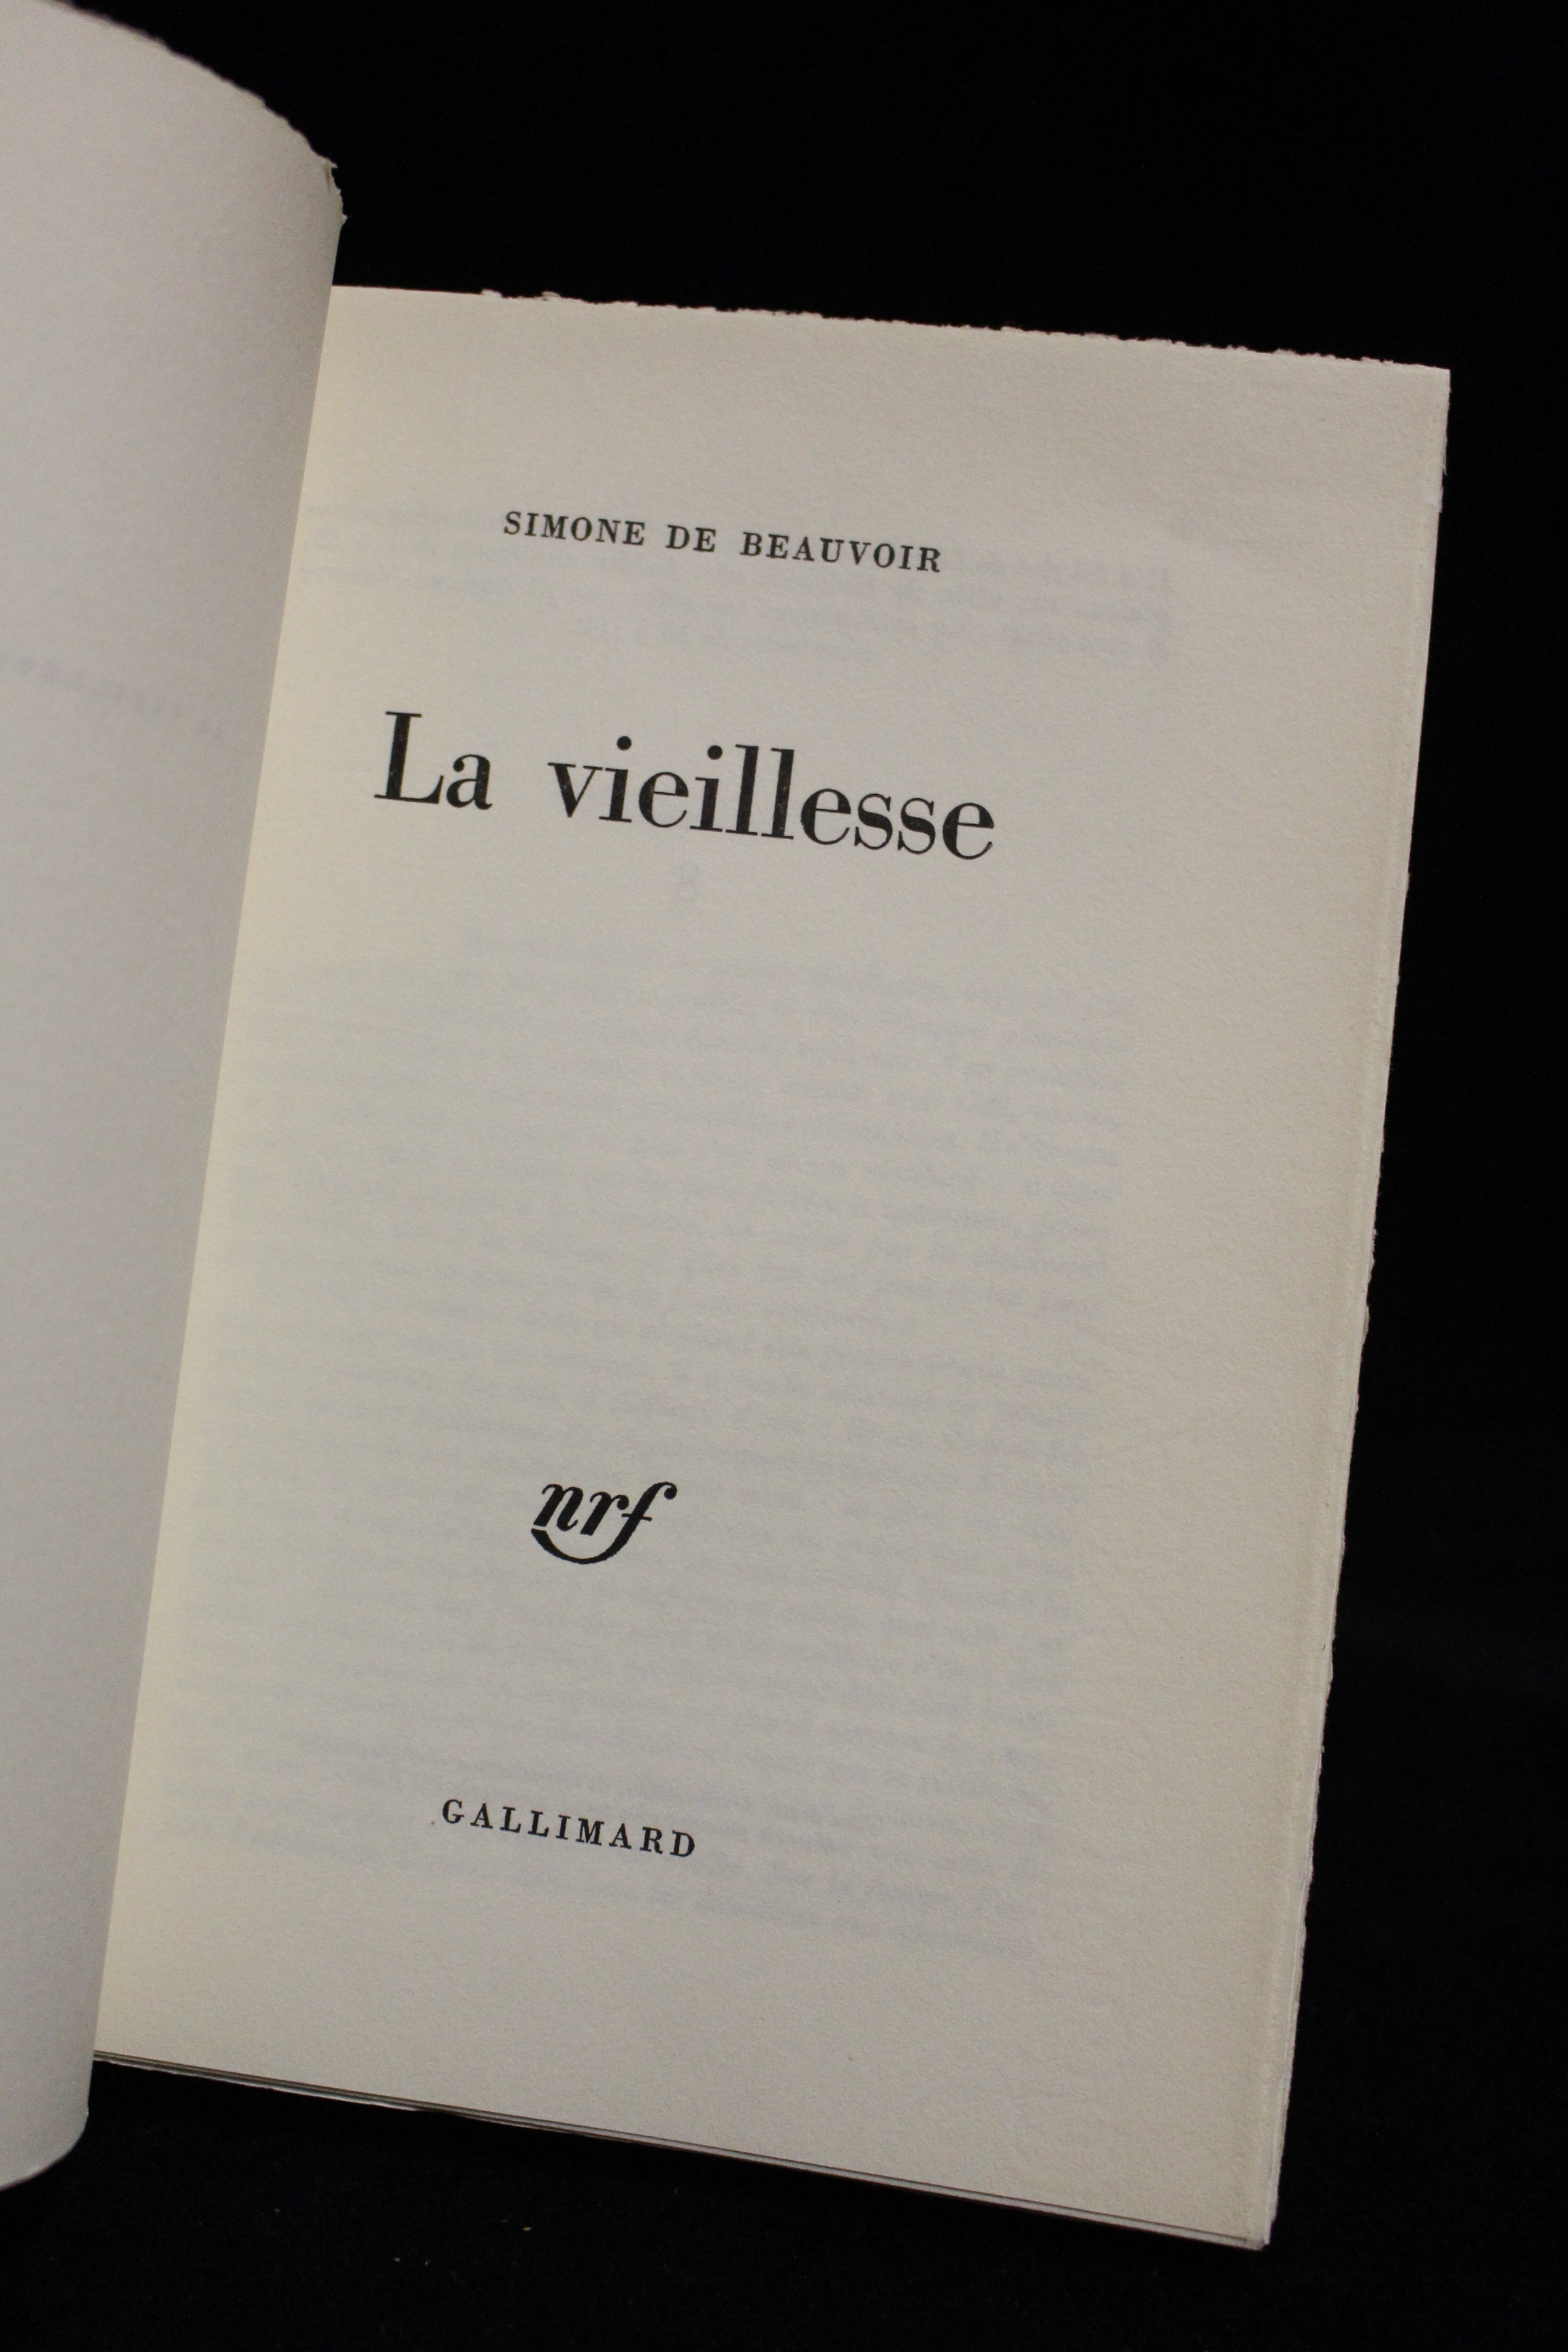 SIMONE DE BEAUVOIR
La vieillesse
nrf
GALLIMARD